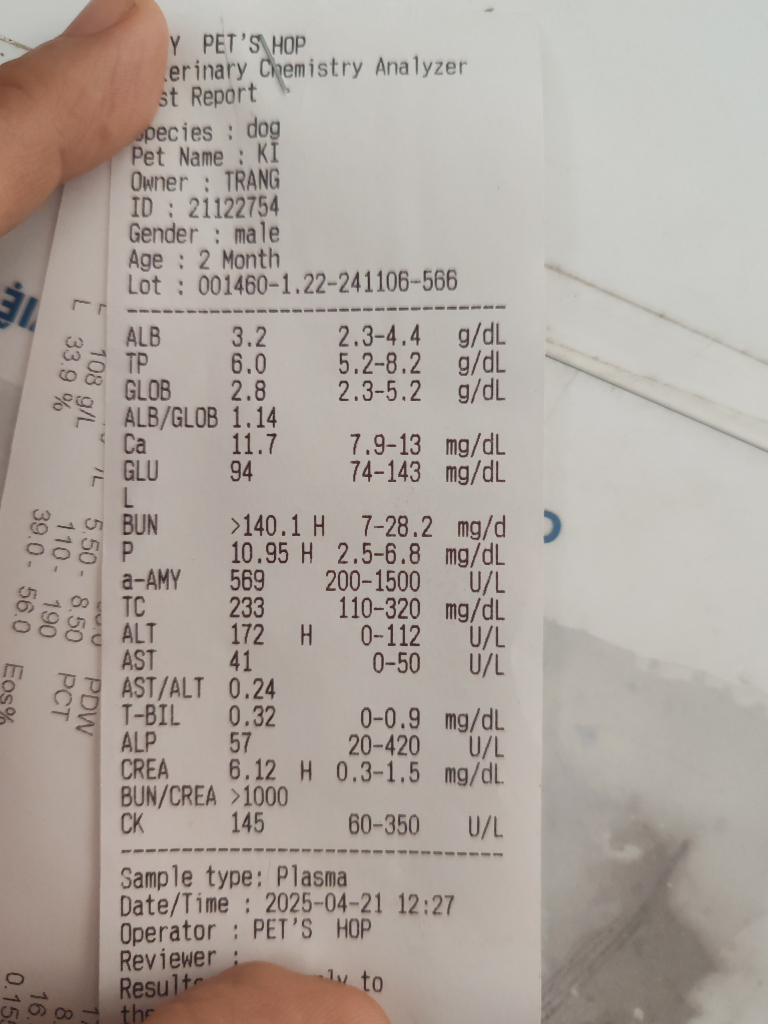 Y PET'S HOP
erinary Chemistry Analyzer
st Report
Species : dog
Pet Name : KI
Owner : TRANG
ID : 21122754
Gender : male
Age : 2 Month
Lot : 001460-1.22-241106-566
ALB 3.2 2.3-4.4 g/dL
TP 6.0 5.2-8.2 g/dL
GLOB 2.8 2.3-5.2 g/dL
ALB/GLOB 1.14
Ca 11.7 7.9-13 mg/dL
GLU 94 74-143 mg/dL
L
BUN >140.1 H 7-28.2 mg/d
P 10.95 H 2.5-6.8 mg/dL
a-AMY 569 200-1500 U/L
TC 233 110-320 mg/dL
ALT 172 H 0-112 U/L
AST 41 0-50 U/L
AST/ALT 0.24
T-BIL 0.32 0-0.9 mg/dL
ALP 57 20-420 U/L
CREA 6.12 H 0.3-1.5 mg/dL
BUN/CREA >1000
CK 145 60-350 U/L
Sample type: Plasma
Date/Time : 2025-04-21 12:27
Operator : PET'S HOP
Reviewer :
Results ly to
the
L 108 g/L 110 - 190 PCT
L 33.9 % 39.0 - 56.0 Eos%
5.50 - 8.50 PDW